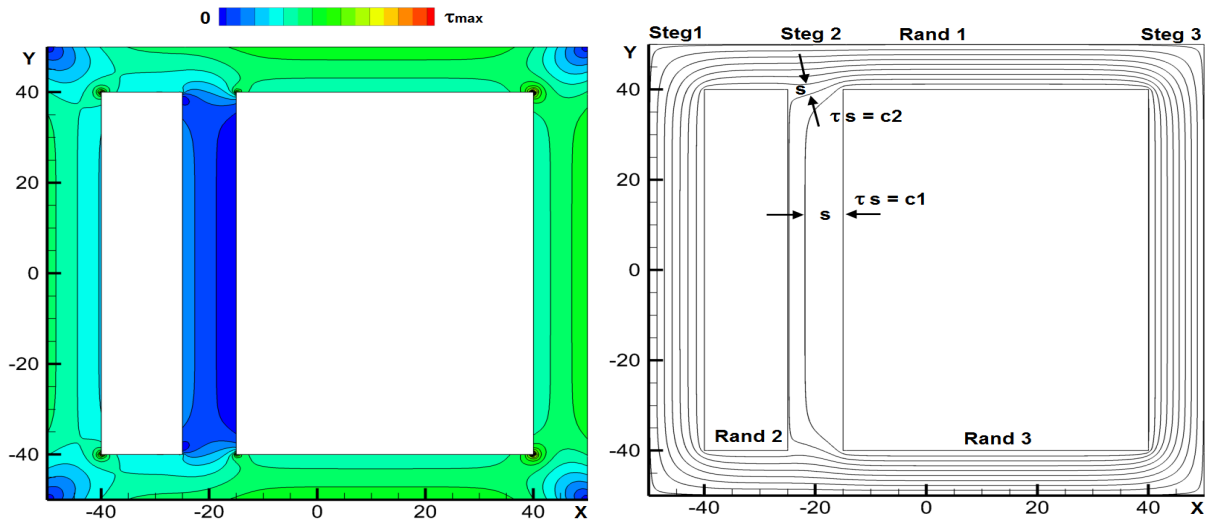 0 τmax
Y
40
20
0
-20
-40
-40 -20 0 20 40 X
Steg1 Steg 2 Rand 1 Steg 3
Y
40
20
0
-20
-40
s
τ s = c2
s
τ s = c1
Rand 2 Rand 3
-40 -20 0 20 40 X